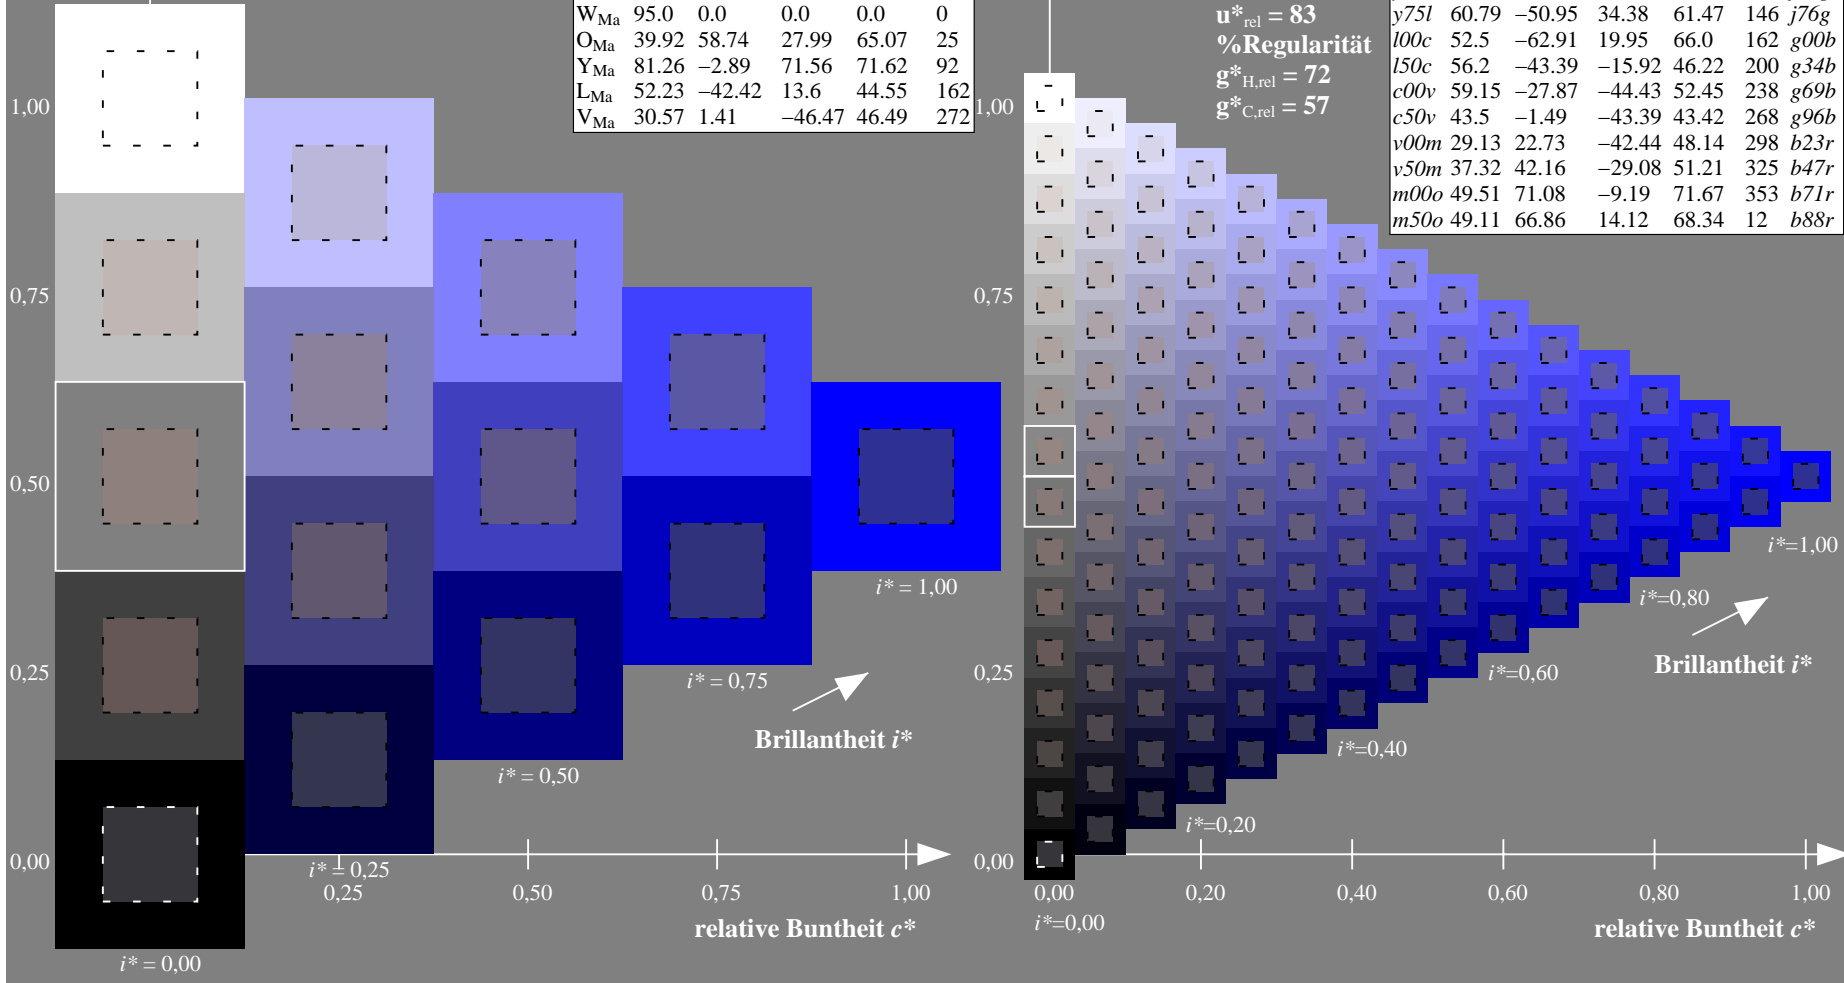 W_Ma 95.0 0.0 0.0 0.0 0
O_Ma 39.92 58.74 27.99 65.07 25
Y_Ma 81.26 −2.89 71.56 71.62 92
L_Ma 52.23 −42.42 13.6 44.55 162
V_Ma 30.57 1.41 −46.47 46.49 272
1,00
0,75
0,50
0,25
0,00
i* = 1,00
i* = 0,75
Brillantheit i*
i* = 0,50
i* = 0,25
0,25 0,50 0,75 1,00
relative Buntheit c*
i* = 0,00
u*rel = 83
%Regularität
g*H,rel = 72
g*C,rel = 57
y75l 60.79 −50.95 34.38 61.47 146 j76g
l00c 52.5 −62.91 19.95 66.0 162 g00b
l50c 56.2 −43.39 −15.92 46.22 200 g34b
c00v 59.15 −27.87 −44.43 52.45 238 g69b
c50v 43.5 −1.49 −43.39 43.42 268 g96b
v00m 29.13 22.73 −42.44 48.14 298 b23r
v50m 37.32 42.16 −29.08 51.21 325 b47r
m00o 49.51 71.08 −9.19 71.67 353 b71r
m50o 49.11 66.86 14.12 68.34 12 b88r
1,00
0,75
0,25
0,00
i*=1,00
i*=0,80
Brillantheit i*
i*=0,60
i*=0,40
i*=0,20
0,00 0,20 0,40 0,60 0,80 1,00
i*=0,00
relative Buntheit c*